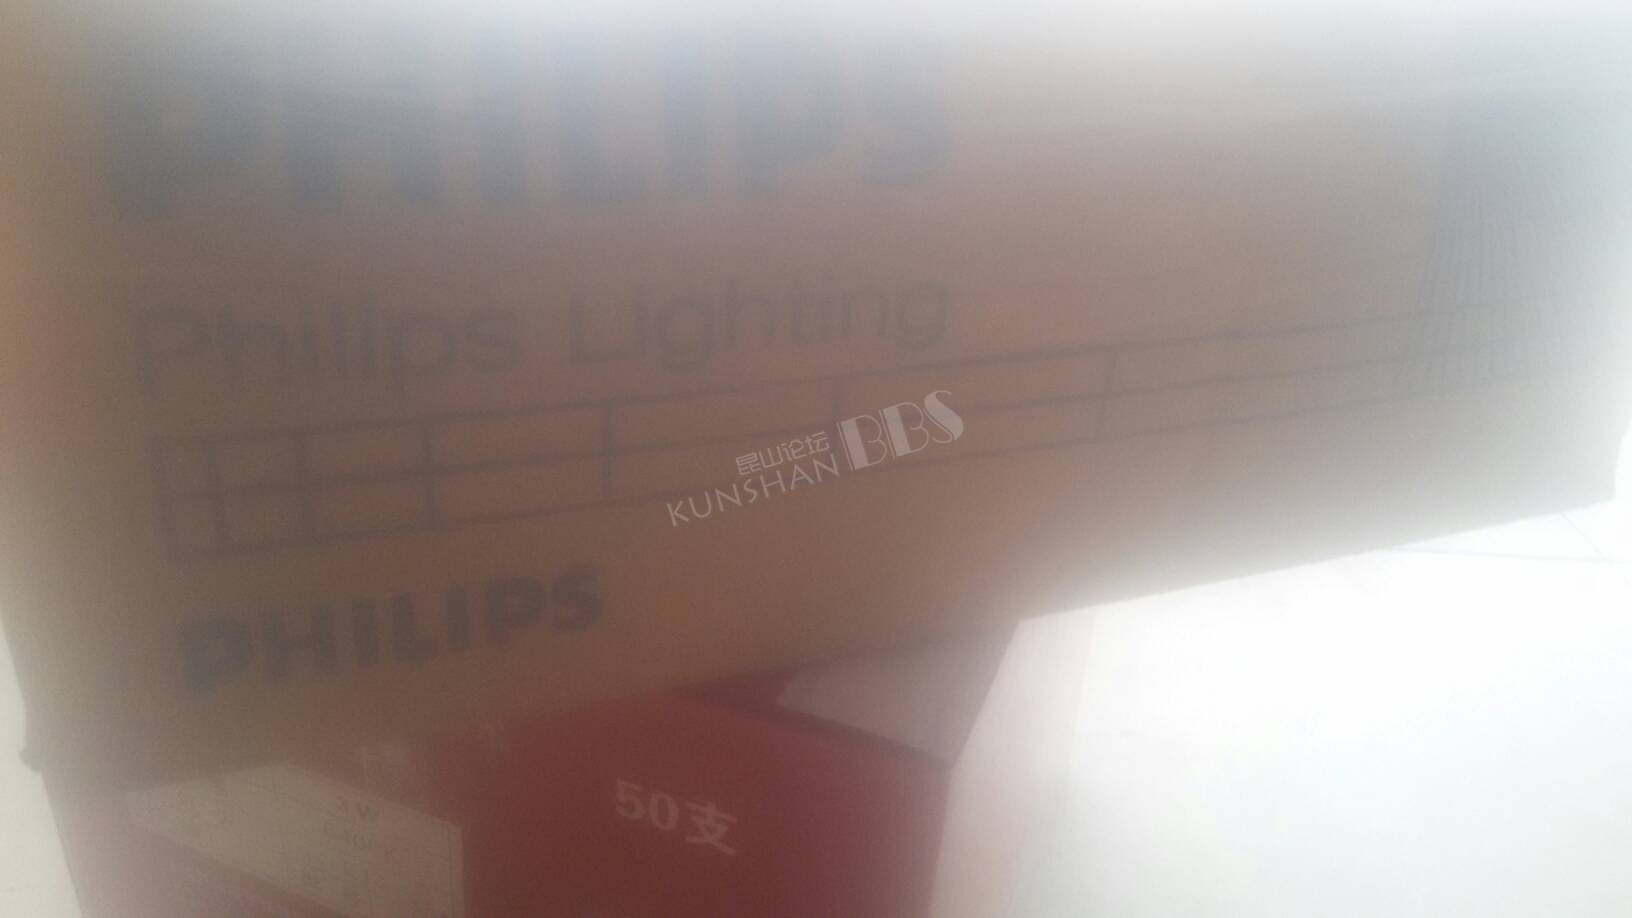 PHILIPS
Philips Lighting
昆山论坛
KUNSHAN BBS
PHILIPS
50支